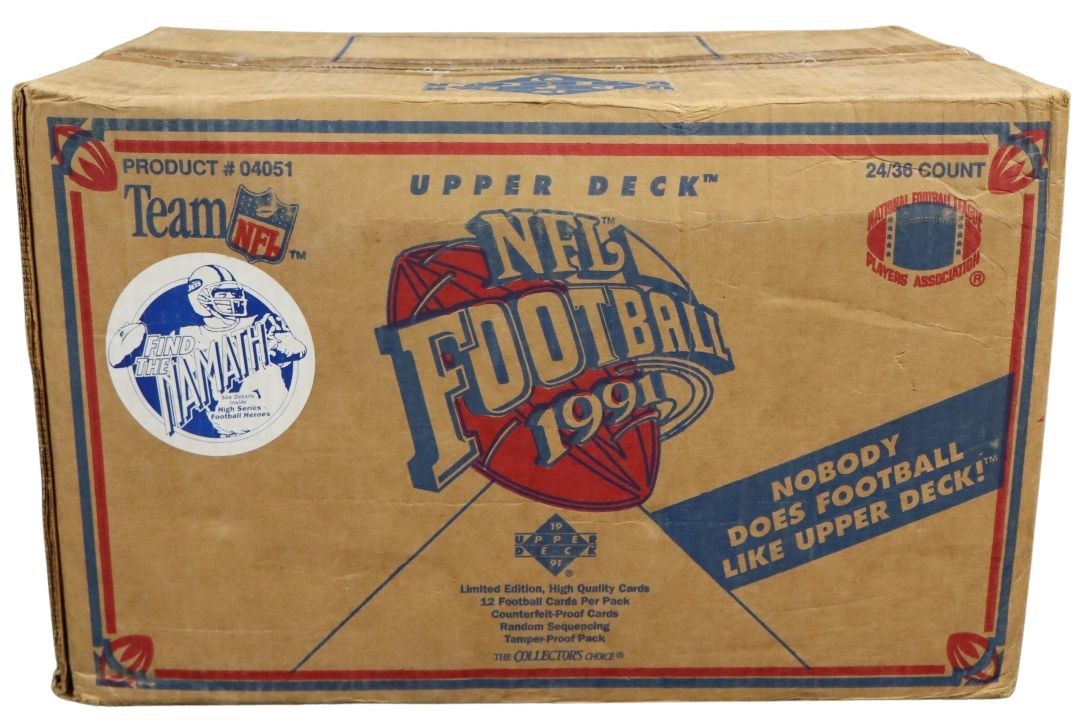 PRODUCT # 04051
24/36 COUNT
Team NFL™
UPPER DECK™
NATIONAL FOOTBALL LEAGUE
PLAYERS ASSOCIATION®
NFL™
FOOTBALL
1991
FIND
THE
NAMATH
See Details
Inside
High Series
Football Heroes
NOBODY
DOES FOOTBALL
LIKE UPPER DECK!™
19
UPPER
DECK
91®
Limited Edition, High Quality Cards
12 Football Cards Per Pack
Counterfeit-Proof Cards
Random Sequencing
Tamper-Proof Pack
THE COLLECTOR'S CHOICE®